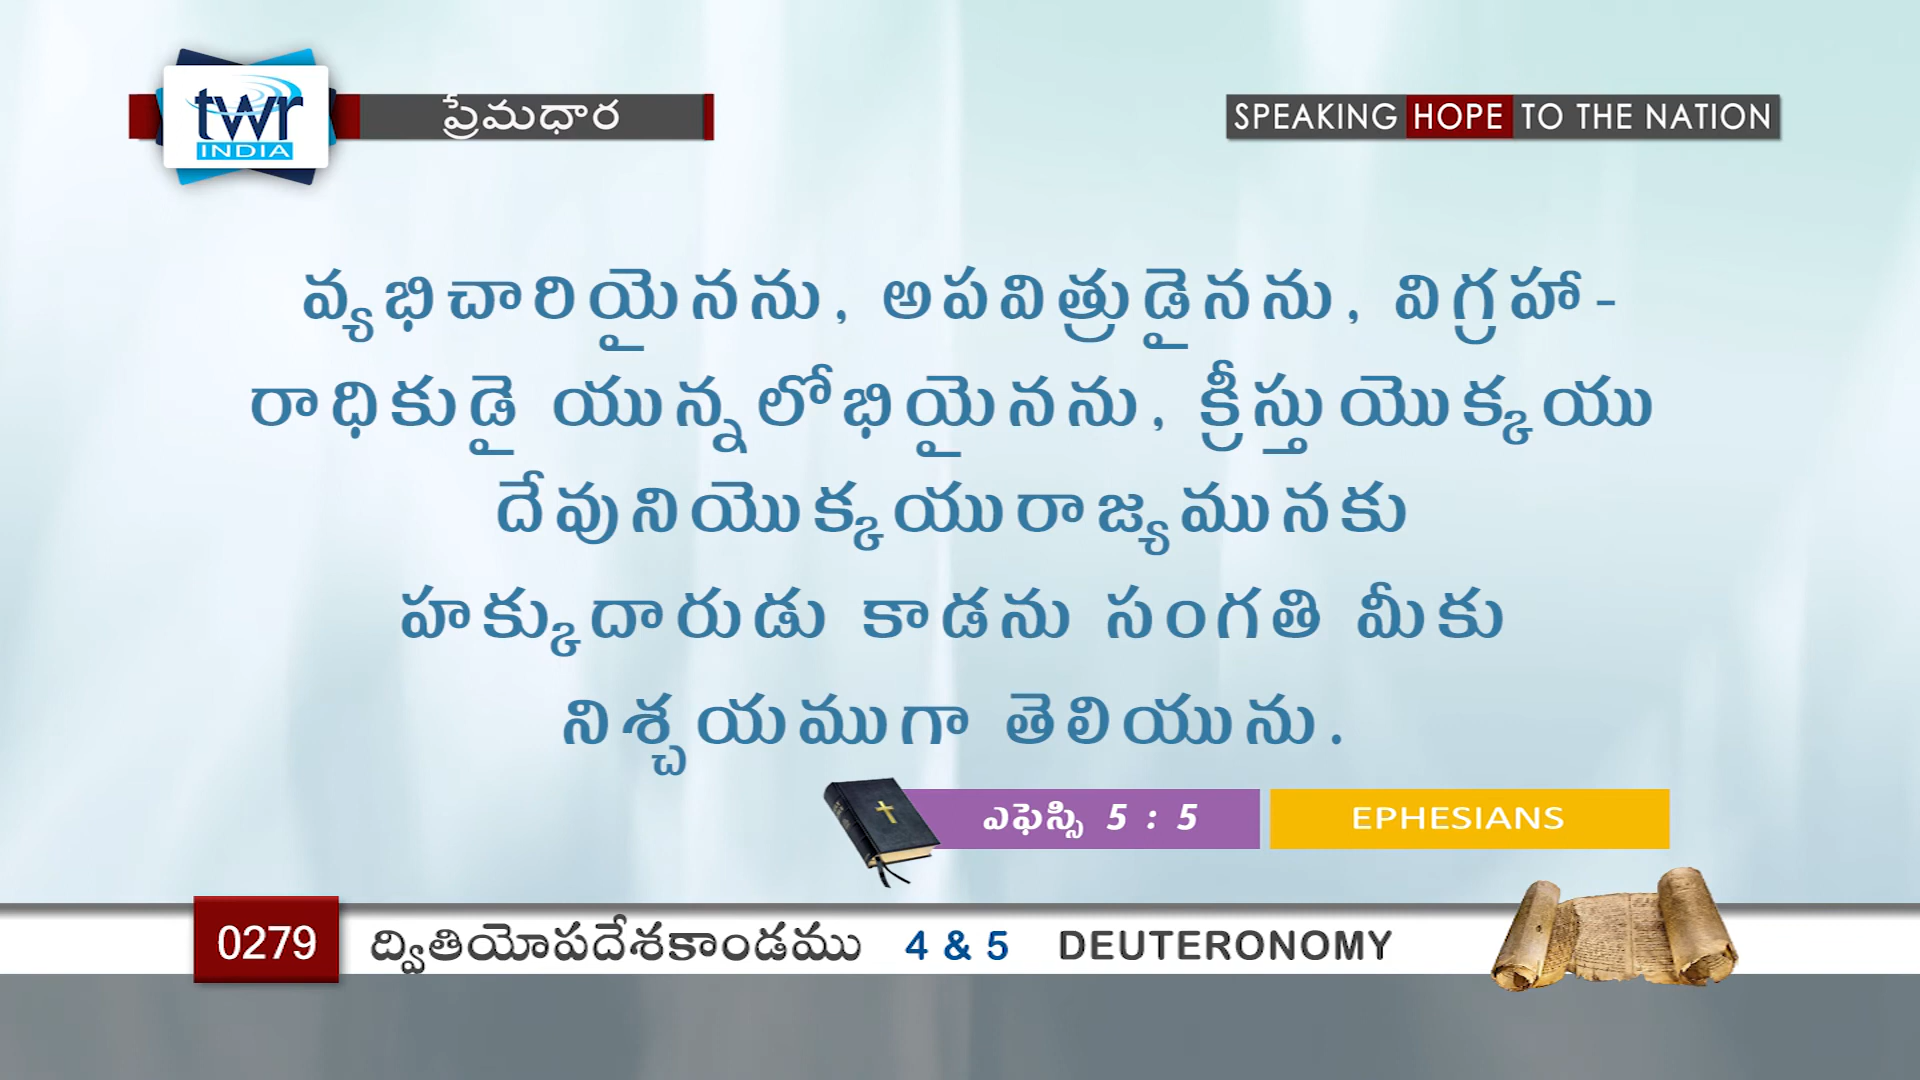 twr
INDIA
ప్రేమధార
SPEAKING HOPE TO THE NATION
వ్యభిచారియైనను, అపవిత్రుడైనను, విగ్రహా-
రాధికుడై యున్నలోభియైనను, క్రీస్తుయొక్కయు
దేవునియొక్కయురాజ్యమునకు
హక్కుదారుడు కాడను సంగతి మీకు
నిశ్చయముగా తెలియును.
ఎఫెస్సి 5 : 5
EPHESIANS
0279 ద్వితియోపదేశకాండము 4 & 5 DEUTERONOMY